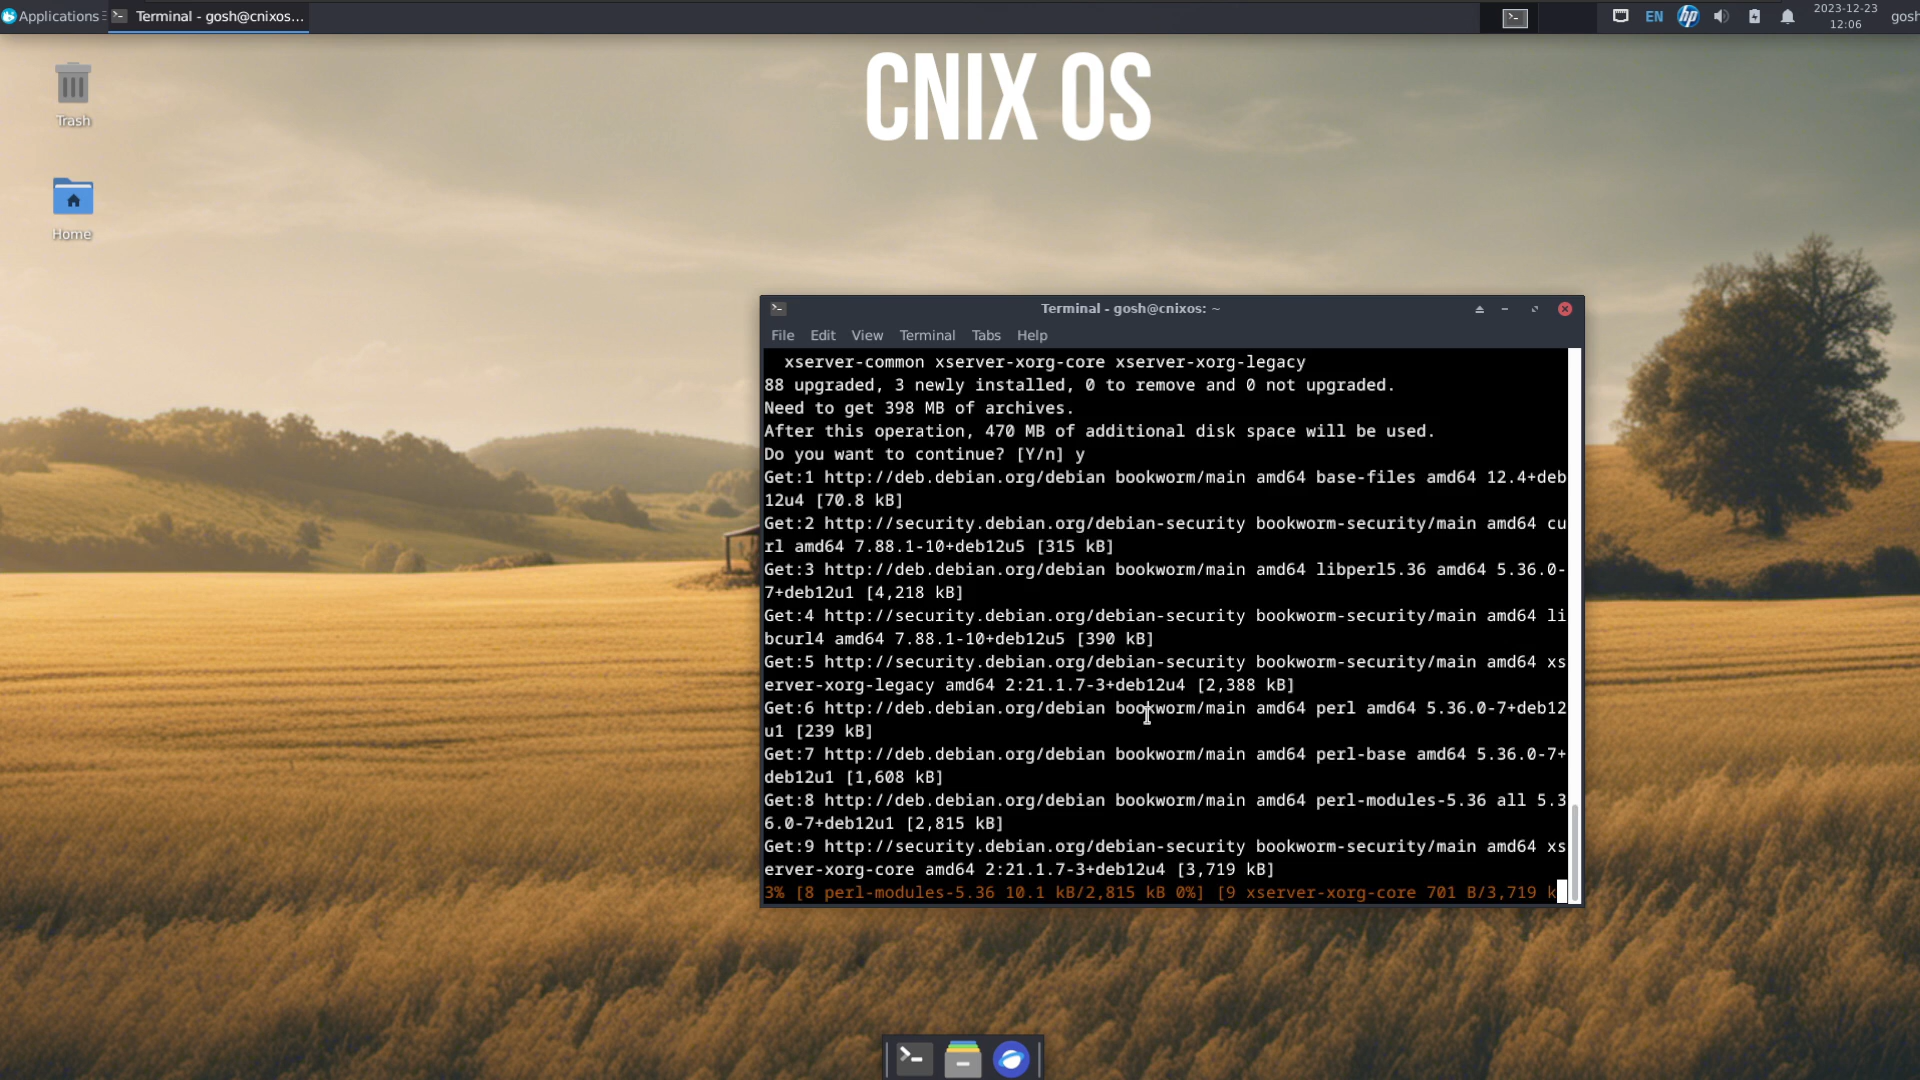 Applications
Terminal - gosh@cnixos...
EN
hp
2023-12-23
12:06
gosh
CNIX OS
Trash
Home
Terminal - gosh@cnixos: ~
File Edit View Terminal Tabs Help
xserver-common xserver-xorg-core xserver-xorg-legacy
88 upgraded, 3 newly installed, 0 to remove and 0 not upgraded.
Need to get 398 MB of archives.
After this operation, 470 MB of additional disk space will be used.
Do you want to continue? [Y/n] y
Get:1 http://deb.debian.org/debian bookworm/main amd64 base-files amd64 12.4+deb
12u4 [70.8 kB]
Get:2 http://security.debian.org/debian-security bookworm-security/main amd64 cu
rl amd64 7.88.1-10+deb12u5 [315 kB]
Get:3 http://deb.debian.org/debian bookworm/main amd64 libperl5.36 amd64 5.36.0-
7+deb12u1 [4,218 kB]
Get:4 http://security.debian.org/debian-security bookworm-security/main amd64 li
bcurl4 amd64 7.88.1-10+deb12u5 [390 kB]
Get:5 http://security.debian.org/debian-security bookworm-security/main amd64 xs
erver-xorg-legacy amd64 2:21.1.7-3+deb12u4 [2,388 kB]
Get:6 http://deb.debian.org/debian bookworm/main amd64 perl amd64 5.36.0-7+deb12
u1 [239 kB]
Get:7 http://deb.debian.org/debian bookworm/main amd64 perl-base amd64 5.36.0-7+
deb12u1 [1,608 kB]
Get:8 http://deb.debian.org/debian bookworm/main amd64 perl-modules-5.36 all 5.3
6.0-7+deb12u1 [2,815 kB]
Get:9 http://security.debian.org/debian-security bookworm-security/main amd64 xs
erver-xorg-core amd64 2:21.1.7-3+deb12u4 [3,719 kB]
3% [8 perl-modules-5.36 10.1 kB/2,815 kB 0%] [9 xserver-xorg-core 701 B/3,719 k